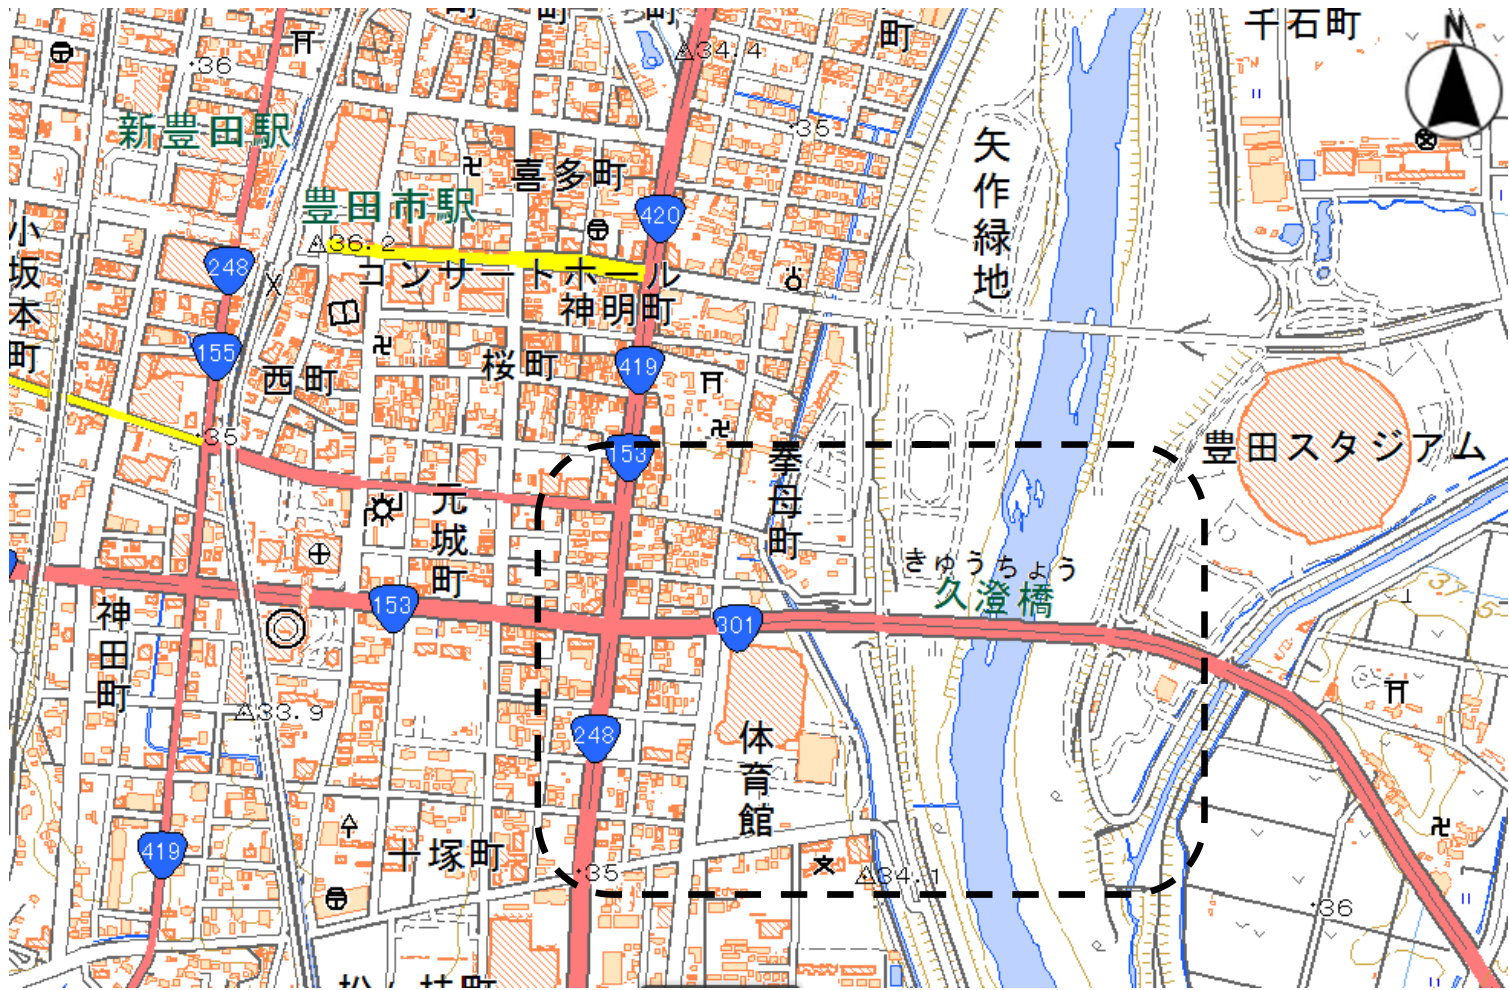 千石町
N
町
34.4
36
新豊田駅
35
矢作緑地
喜多町
豊田市駅
420
小坂本町
36.2
248
コンサートホール
神明町
155
419
桜町
西町
35
153
拳母町
豊田スタジアム
元城町
きゅうちょう
久澄橋
37.5
153
301
神田町
33.9
248
体育館
419
十塚町
35
34.1
36